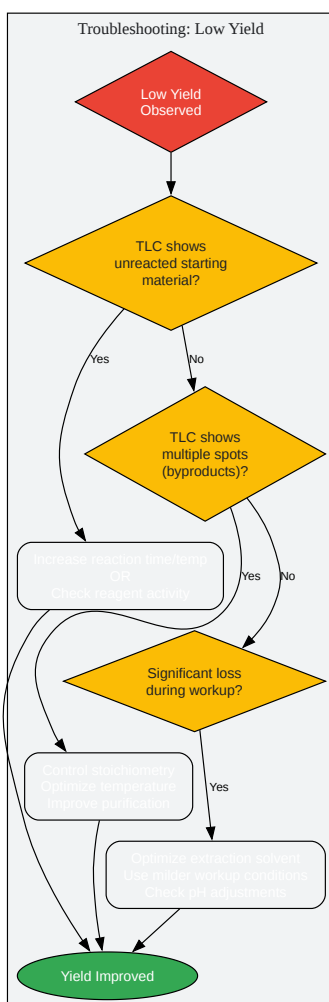 Troubleshooting: Low Yield
Low Yield
Observed
TLC shows
unreacted starting
material?
Yes
No
TLC shows
multiple spots
(byproducts)?
Increase reaction time/temp
OR
Check reagent activity
Yes
No
Significant loss
during workup?
Control stoichiometry
Optimize temperature
Improve purification
Yes
Optimize extraction solvent
Use milder workup conditions
Check pH adjustments
Yield Improved